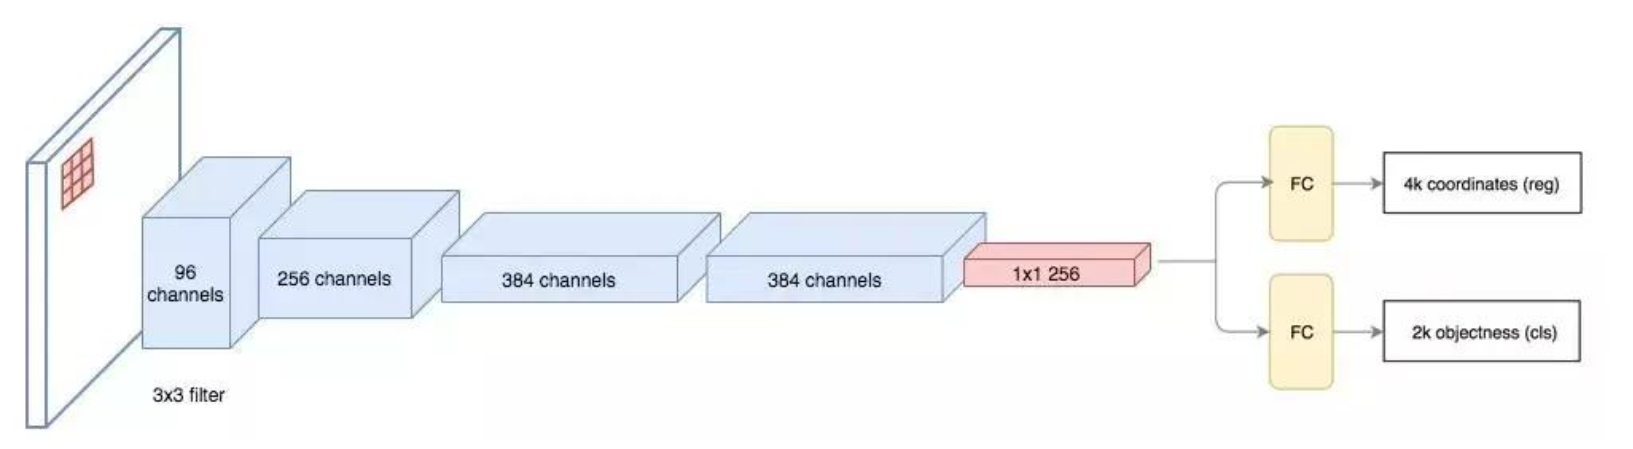 96
channels
256 channels
384 channels
384 channels
1x1 256
3x3 filter
FC
4k coordinates (reg)
FC
2k objectness (cls)